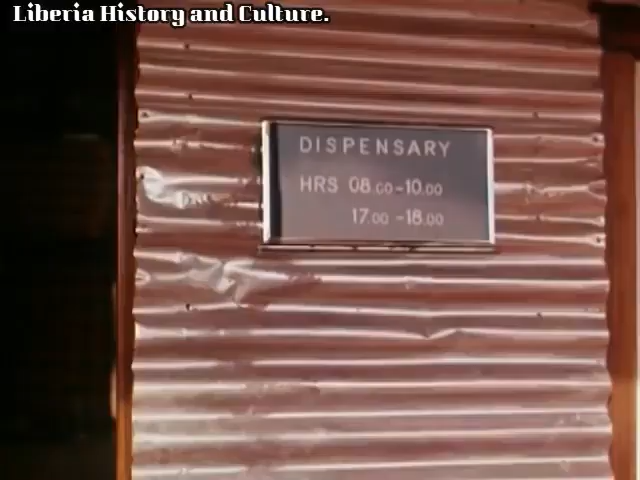 Liberia History and Culture.
DISPENSARY
HRS 08.00-10.00
17.00 -18.00